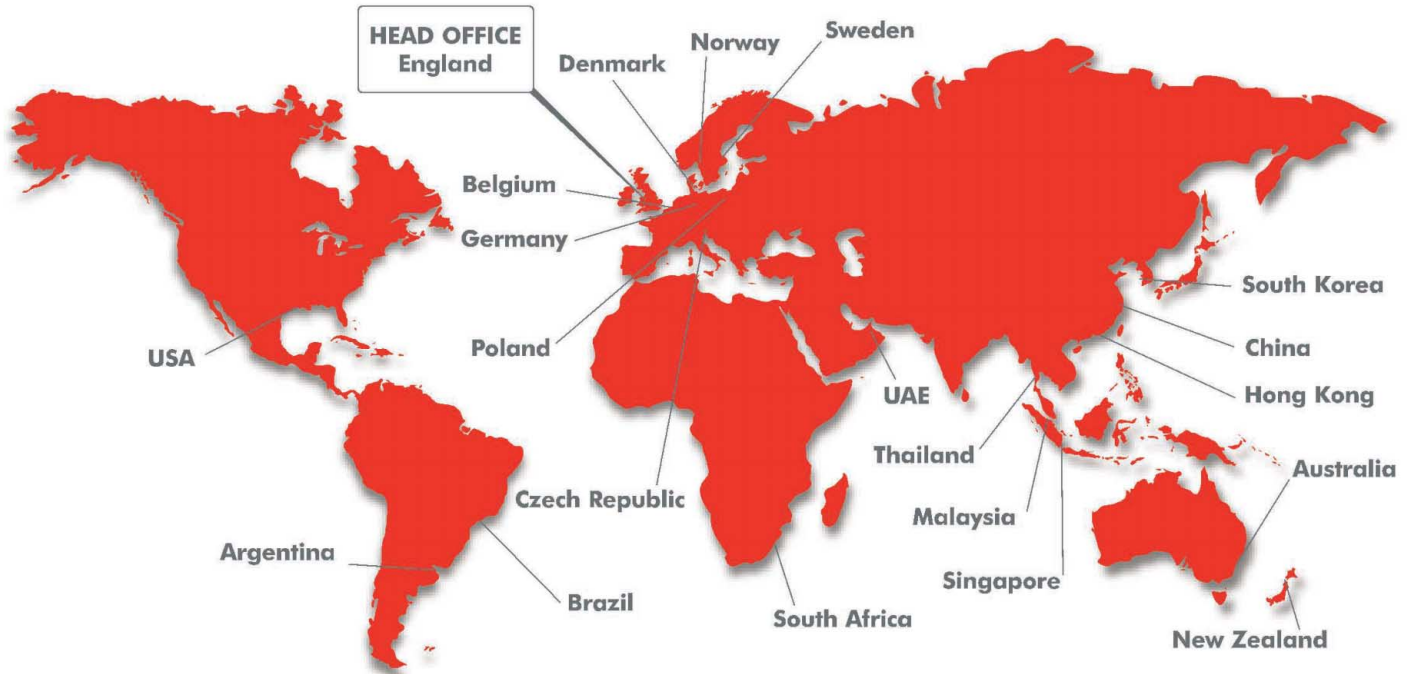 HEAD OFFICE
England
Denmark
Norway
Sweden
Belgium
Germany
USA
Poland
UAE
South Korea
China
Hong Kong
Thailand
Australia
Czech Republic
Malaysia
Argentina
Singapore
Brazil
South Africa
New Zealand